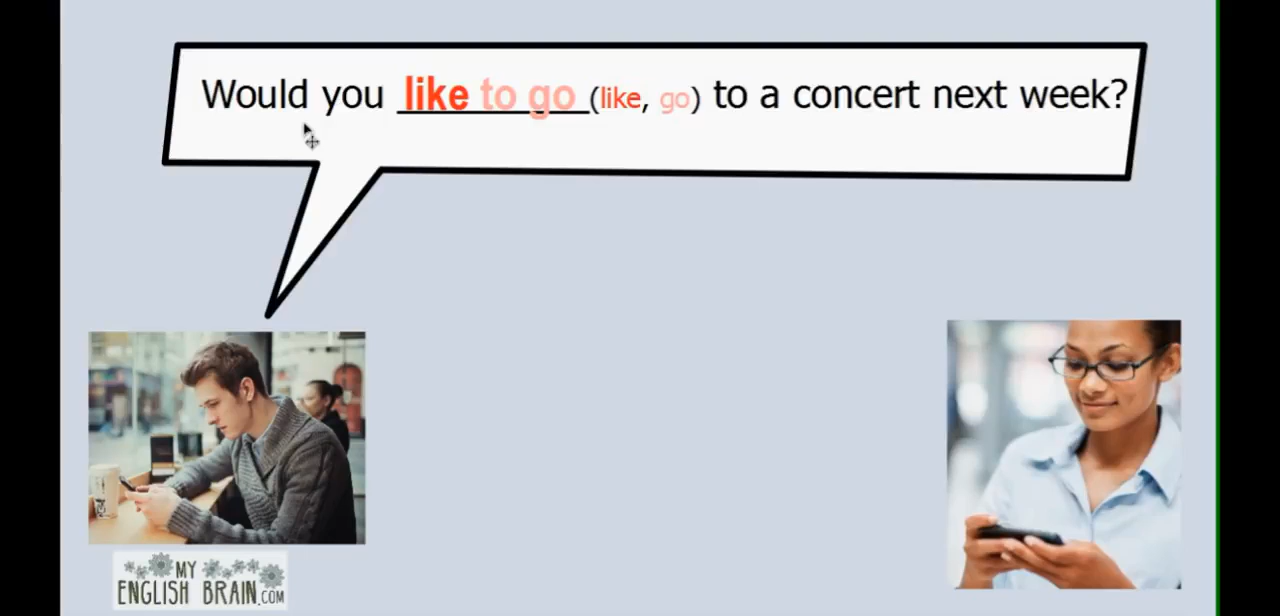 Would you like to go (like, go) to a concert next week?
MY
ENGLISH BRAIN.COM